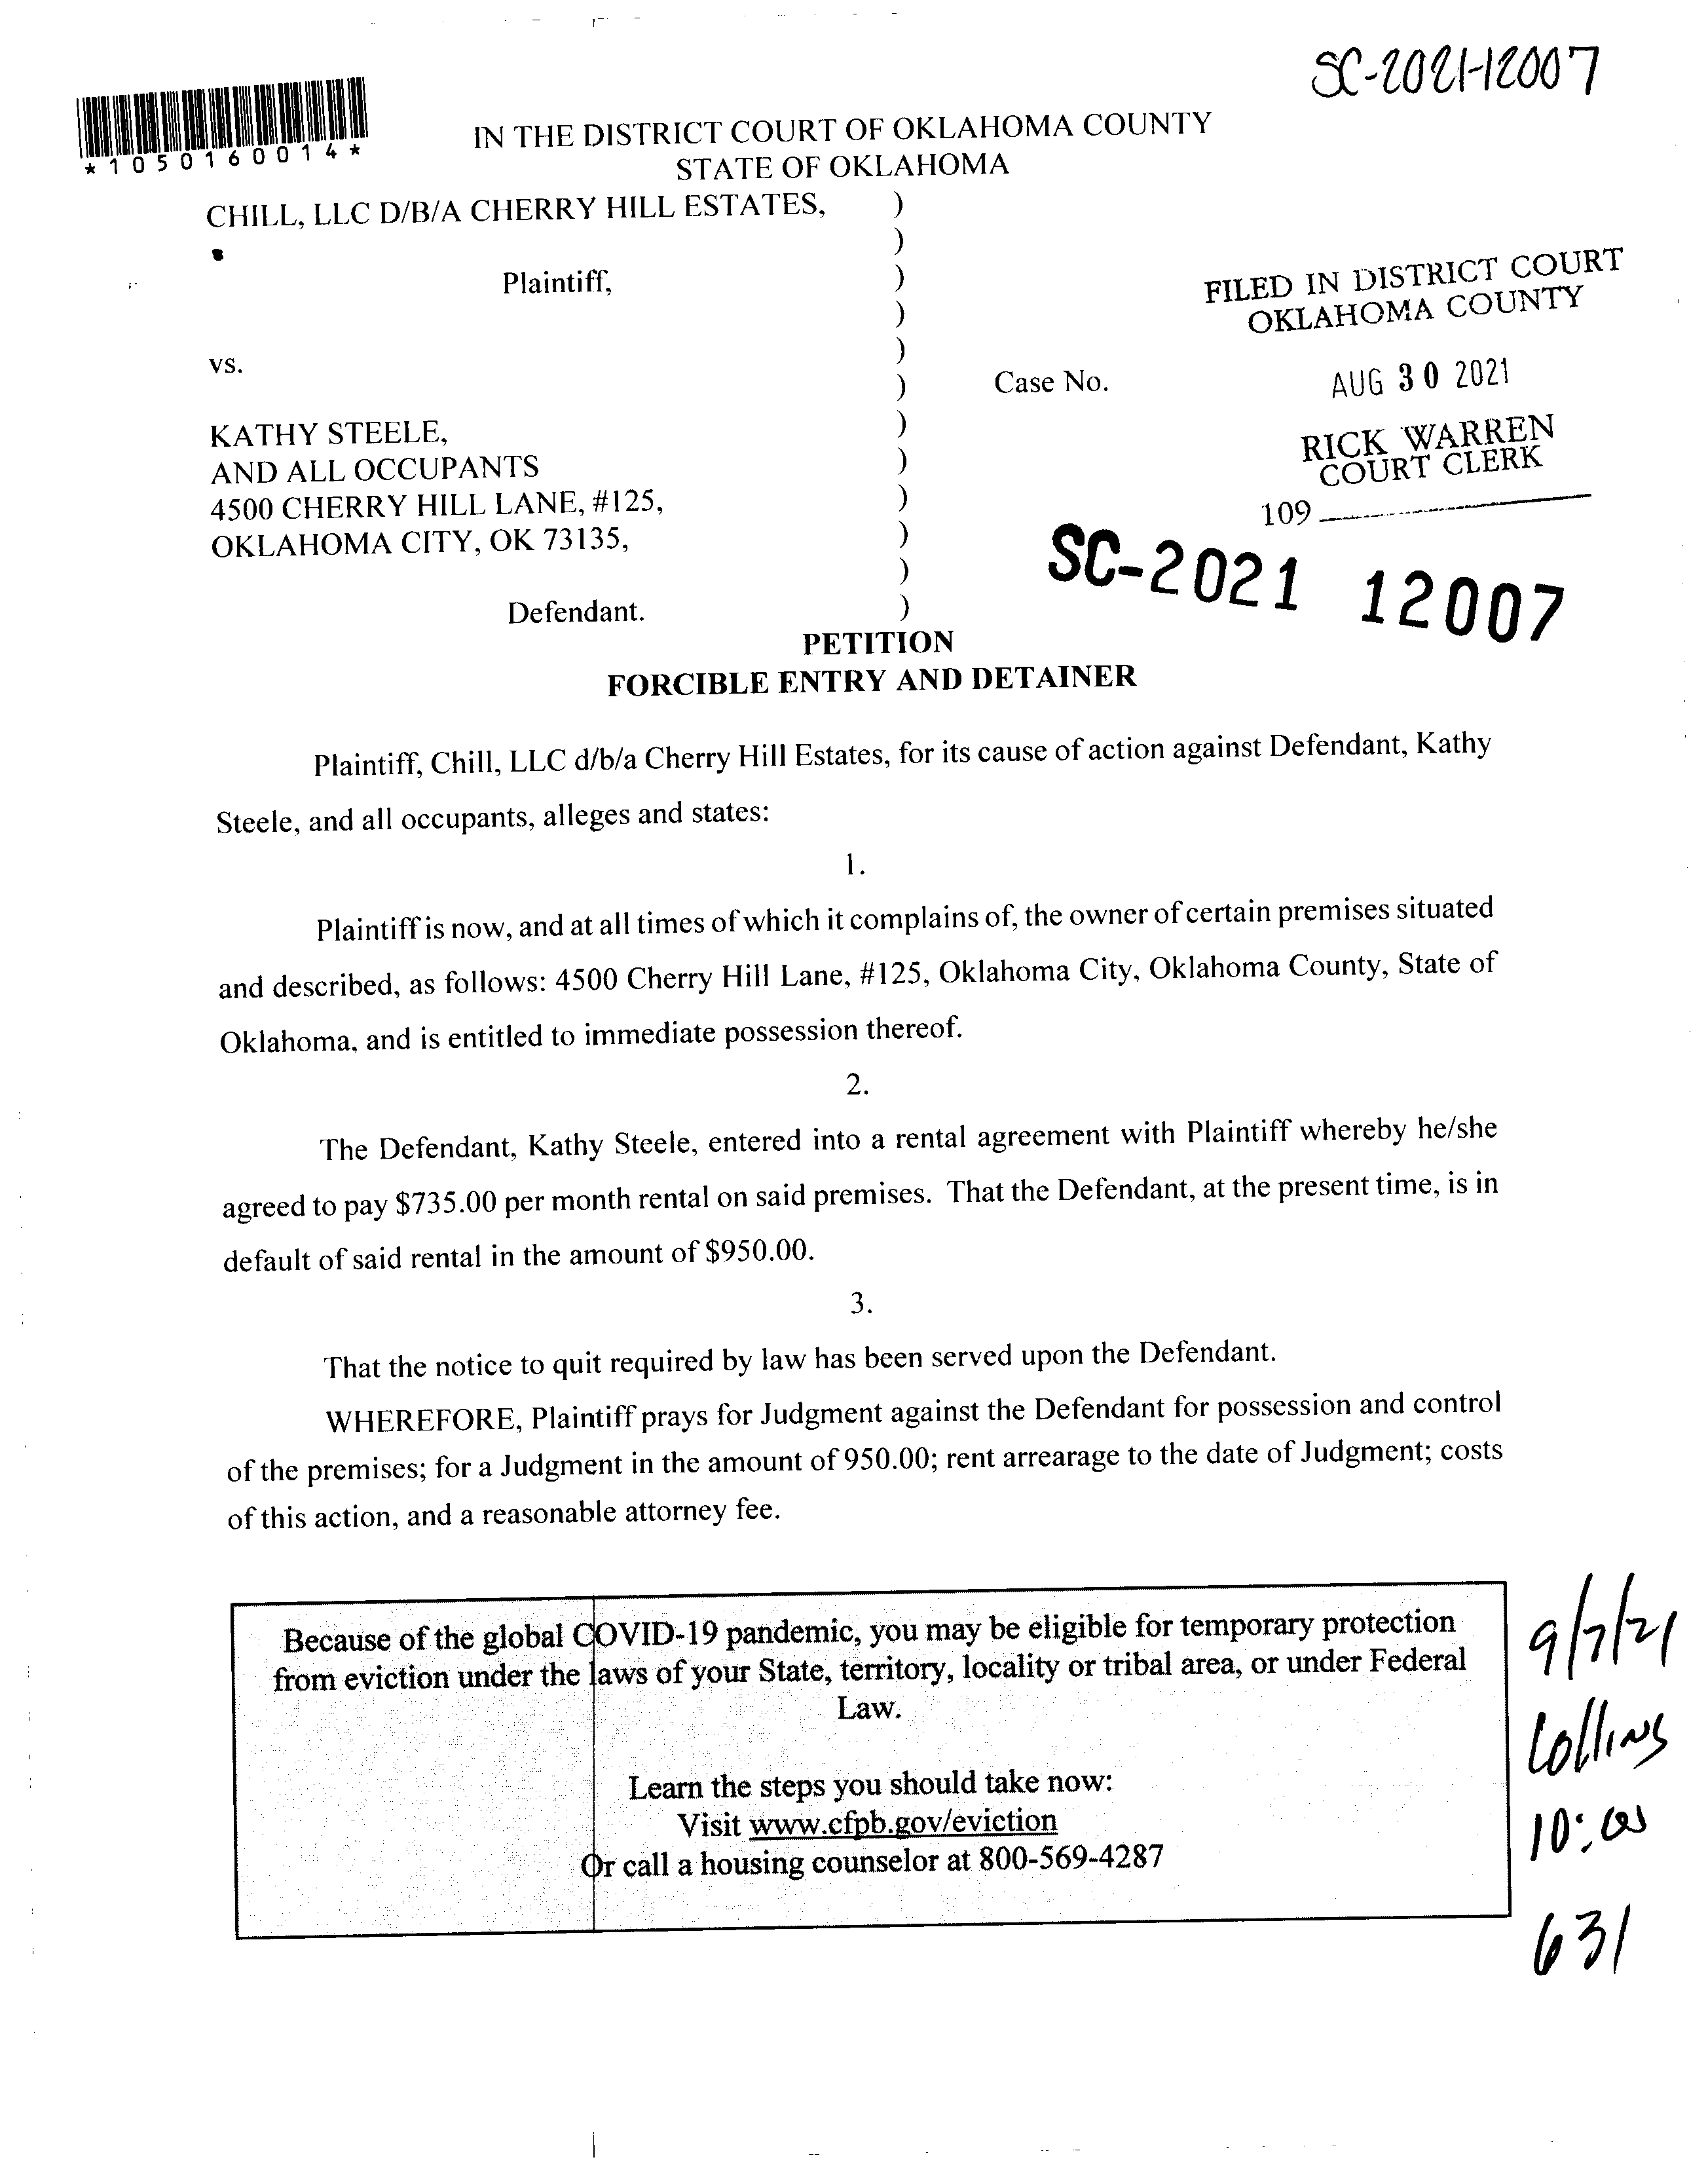 SC-2021-12007
*1050160014*
IN THE DISTRICT COURT OF OKLAHOMA COUNTY
STATE OF OKLAHOMA
CHILL, LLC D/B/A CHERRY HILL ESTATES, )
)
Plaintiff, )
)
vs. )
) Case No.
KATHY STEELE, )
AND ALL OCCUPANTS )
4500 CHERRY HILL LANE, #125, )
OKLAHOMA CITY, OK 73135, )
)
Defendant. )
FILED IN DISTRICT COURT
OKLAHOMA COUNTY
AUG 30 2021
RICK WARREN
COURT CLERK
109
SC-2021 12007
PETITION
FORCIBLE ENTRY AND DETAINER
Plaintiff, Chill, LLC d/b/a Cherry Hill Estates, for its cause of action against Defendant, Kathy
Steele, and all occupants, alleges and states:
1.
Plaintiff is now, and at all times of which it complains of, the owner of certain premises situated
and described, as follows: 4500 Cherry Hill Lane, #125, Oklahoma City, Oklahoma County, State of
Oklahoma, and is entitled to immediate possession thereof.
2.
The Defendant, Kathy Steele, entered into a rental agreement with Plaintiff whereby he/she
agreed to pay $735.00 per month rental on said premises. That the Defendant, at the present time, is in
default of said rental in the amount of $950.00.
3.
That the notice to quit required by law has been served upon the Defendant.
WHEREFORE, Plaintiff prays for Judgment against the Defendant for possession and control
of the premises; for a Judgment in the amount of 950.00; rent arrearage to the date of Judgment; costs
of this action, and a reasonable attorney fee.
Because of the global COVID-19 pandemic, you may be eligible for temporary protection
from eviction under the laws of your State, territory, locality or tribal area, or under Federal
Law.
Learn the steps you should take now:
Visit www.cfpb.gov/eviction
Or call a housing counselor at 800-569-4287
9/7/21
Collins
10:00
631